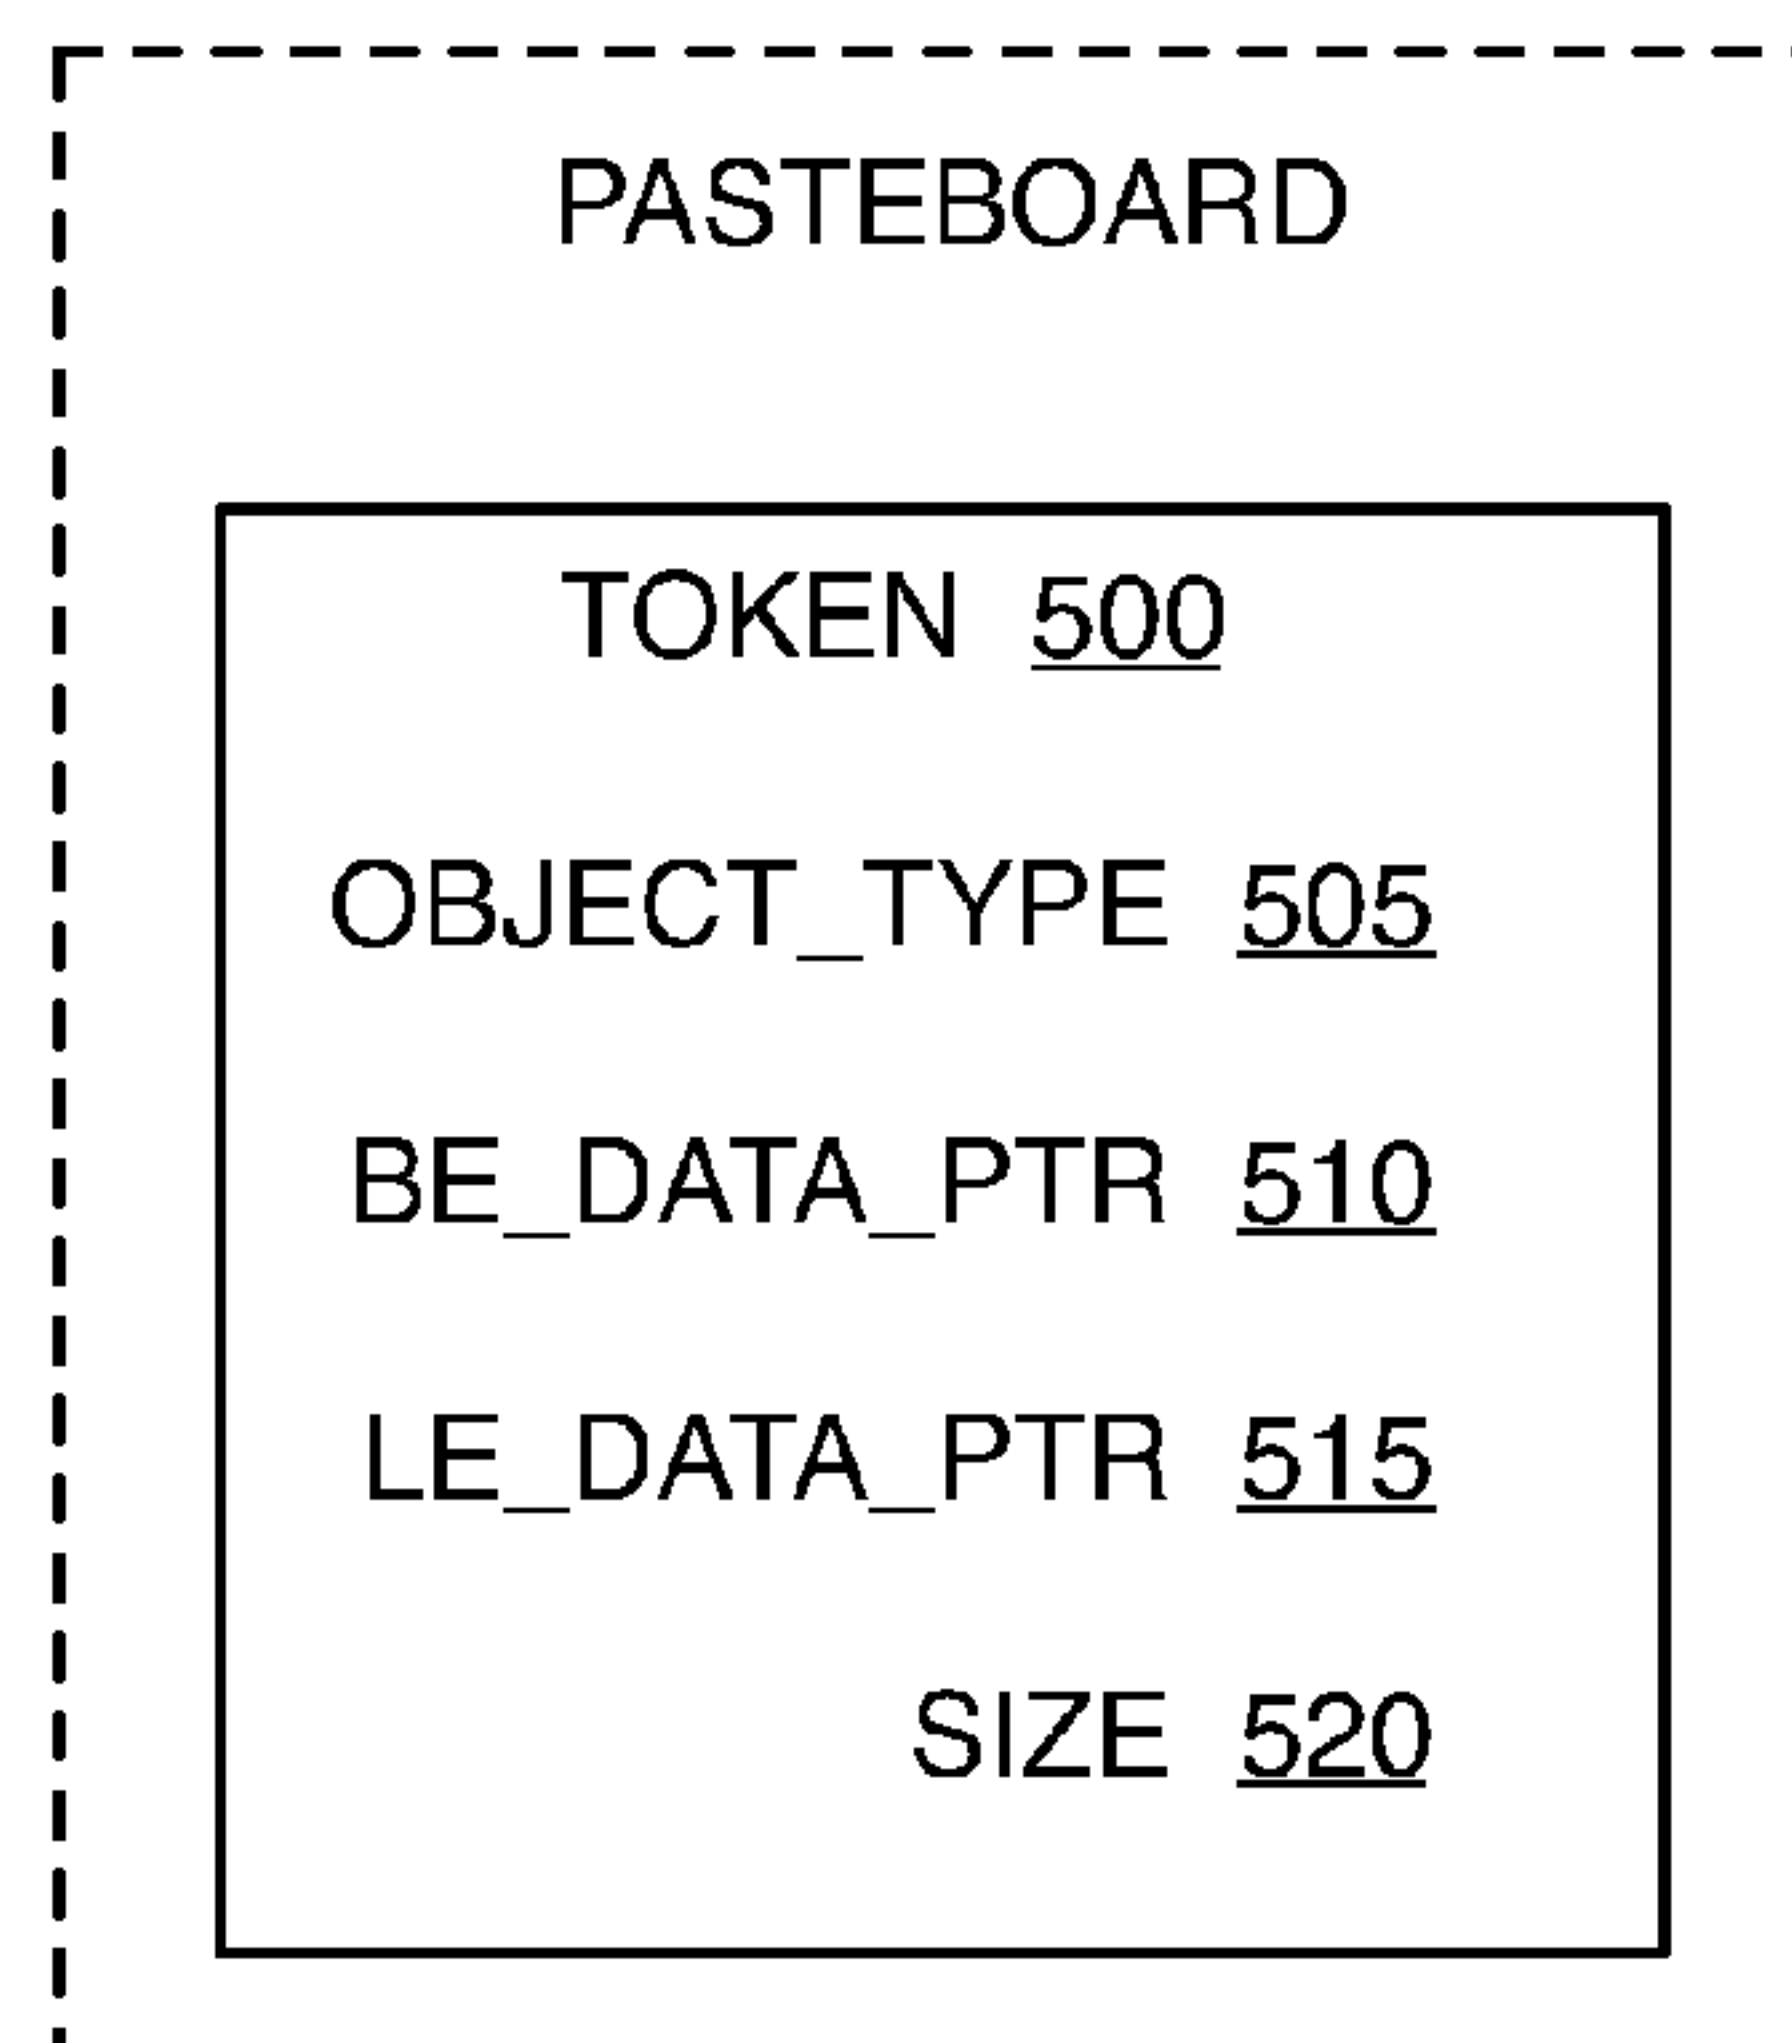 PASTEBOARD
TOKEN 500
OBJECT_TYPE 505
BE_DATA_PTR 510
LE_DATA_PTR 515
SIZE 520